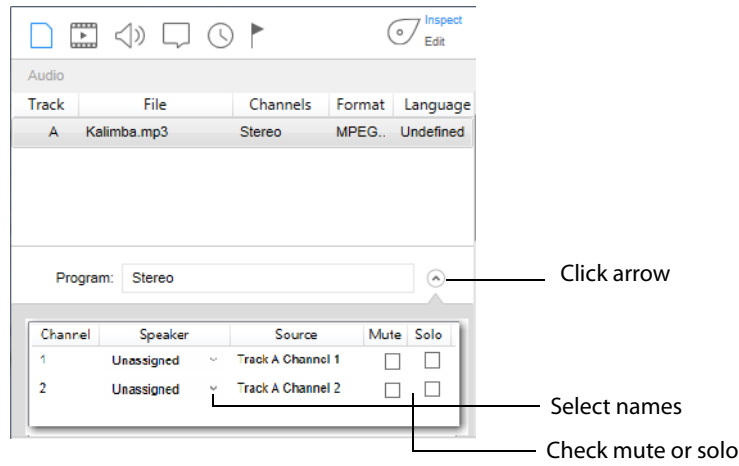 Inspect
Edit
Audio
Track File Channels Format Language
A Kalimba.mp3 Stereo MPEG.. Undefined
Program: Stereo
Click arrow
Channel Speaker Source Mute Solo
1 Unassigned Track A Channel 1
2 Unassigned Track A Channel 2
Select names
Check mute or solo